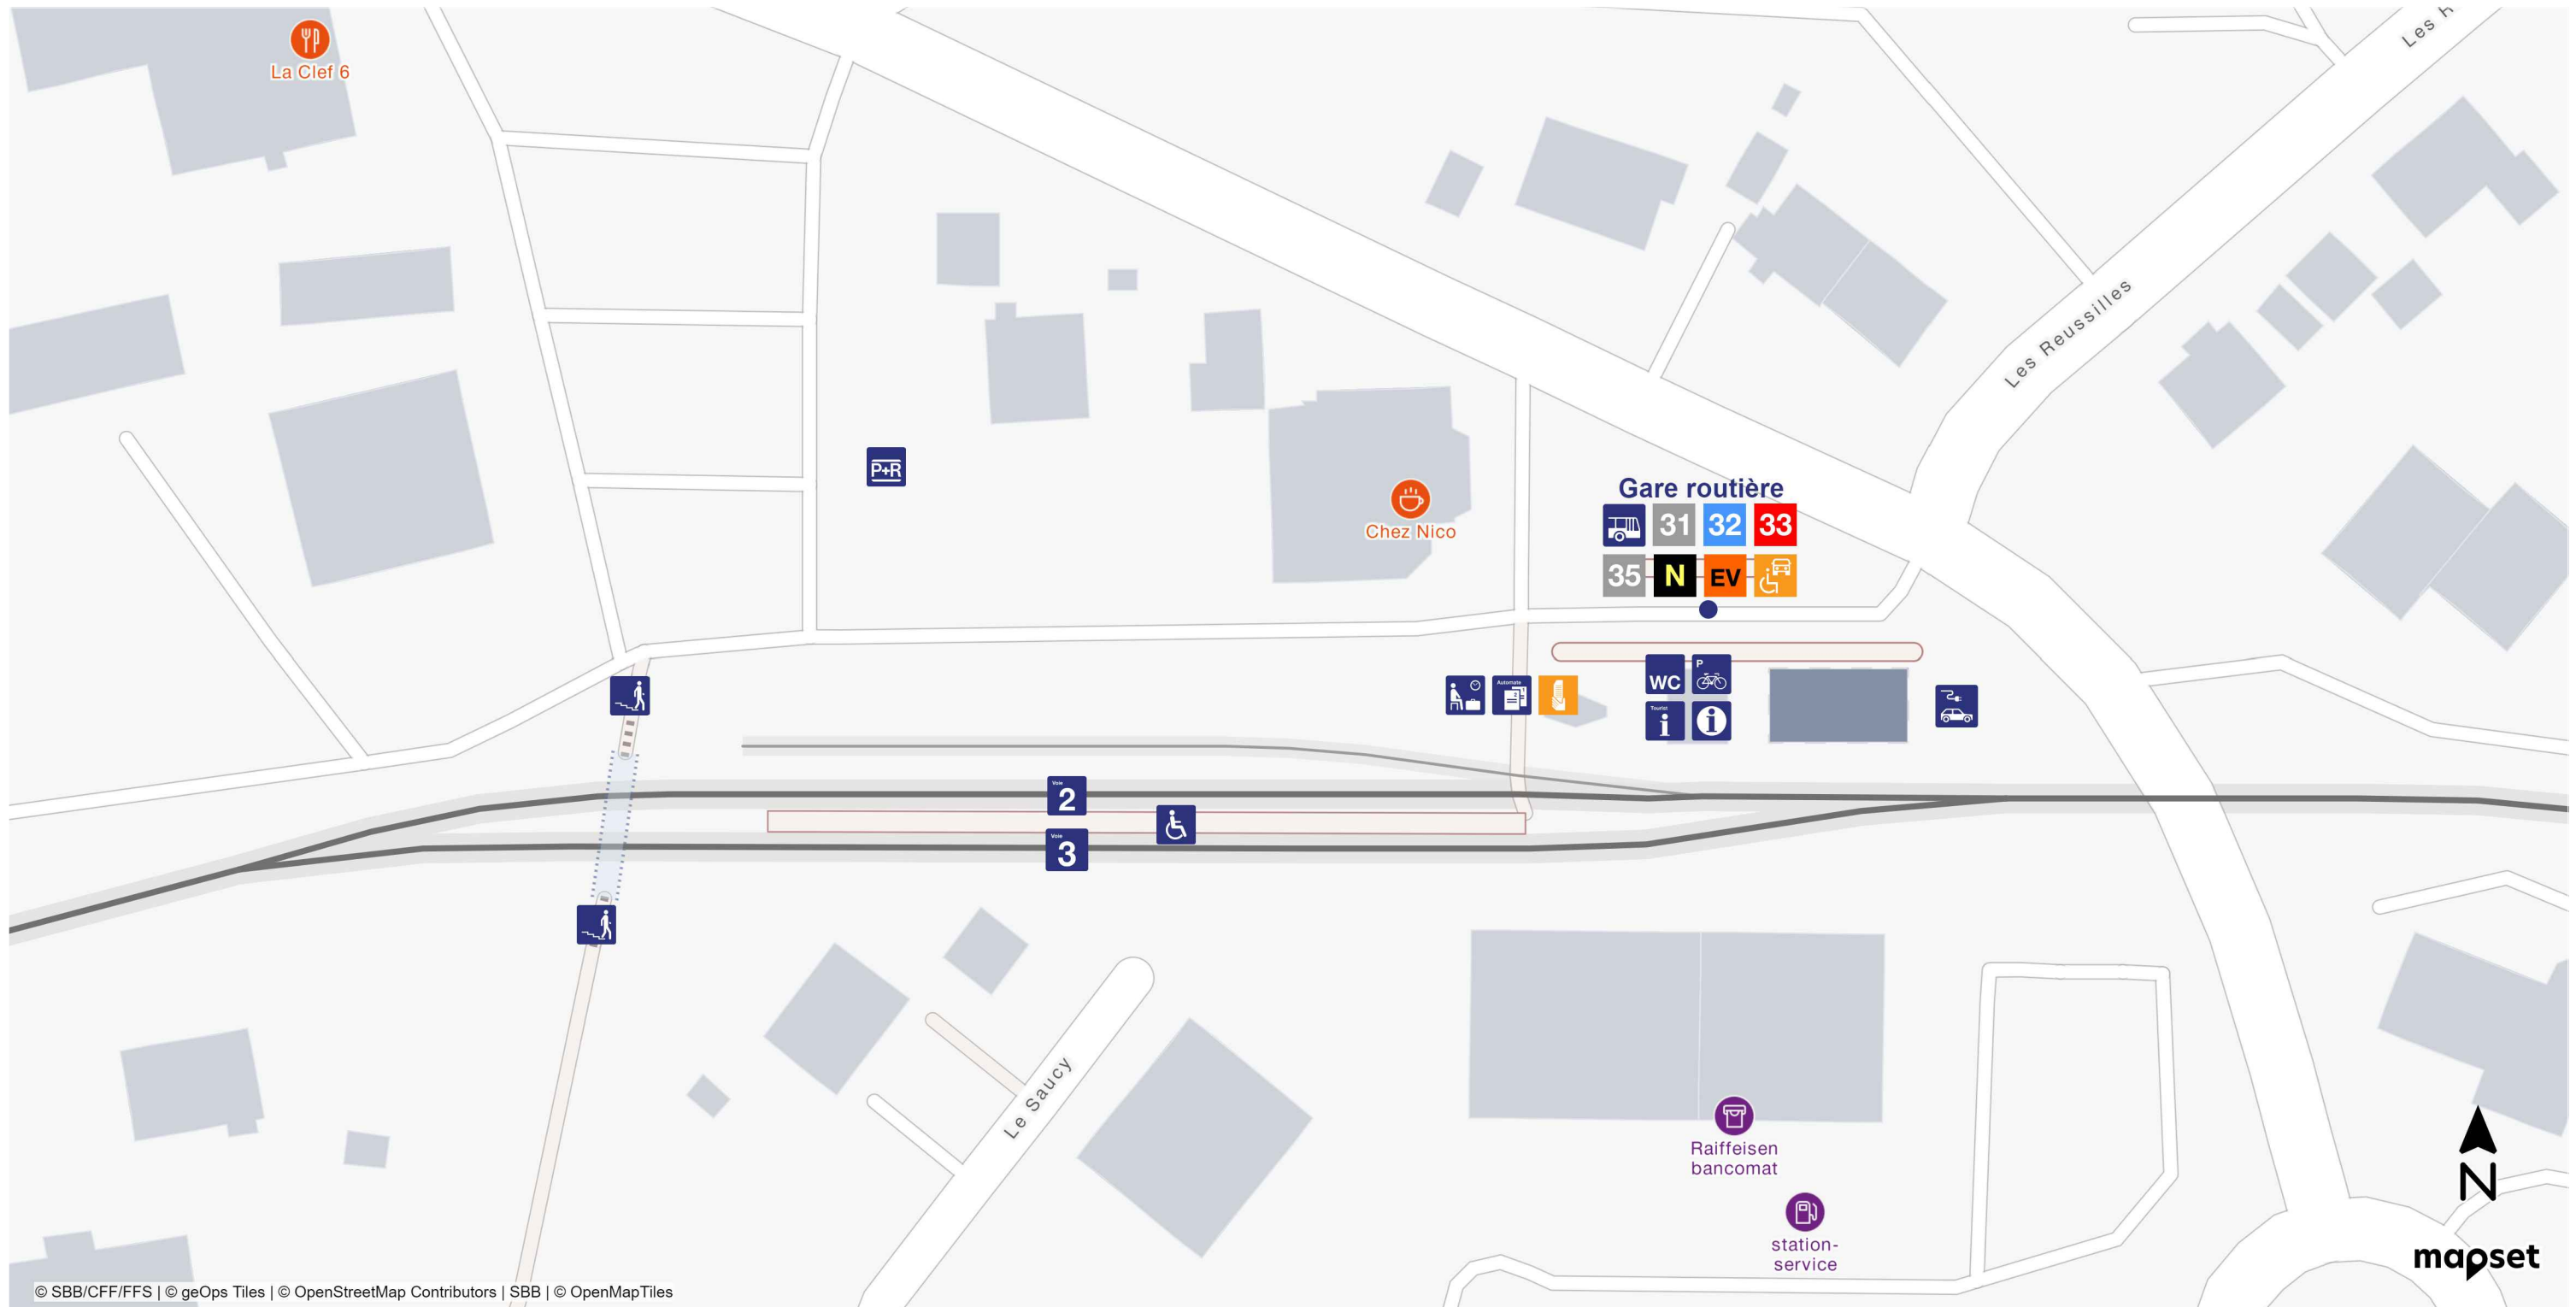 La Clef 6
Les R
Les Reussilles
P+R
Chez Nico
Gare routière
31 32 33
35 N EV
Automate
WC P
Tourist
i i
Voie
2
Voie
3
Le Saucy
Raiffeisen
bancomat
station-
service
N
mapset
© SBB/CFF/FFS | © geOps Tiles | © OpenStreetMap Contributors | SBB | © OpenMapTiles